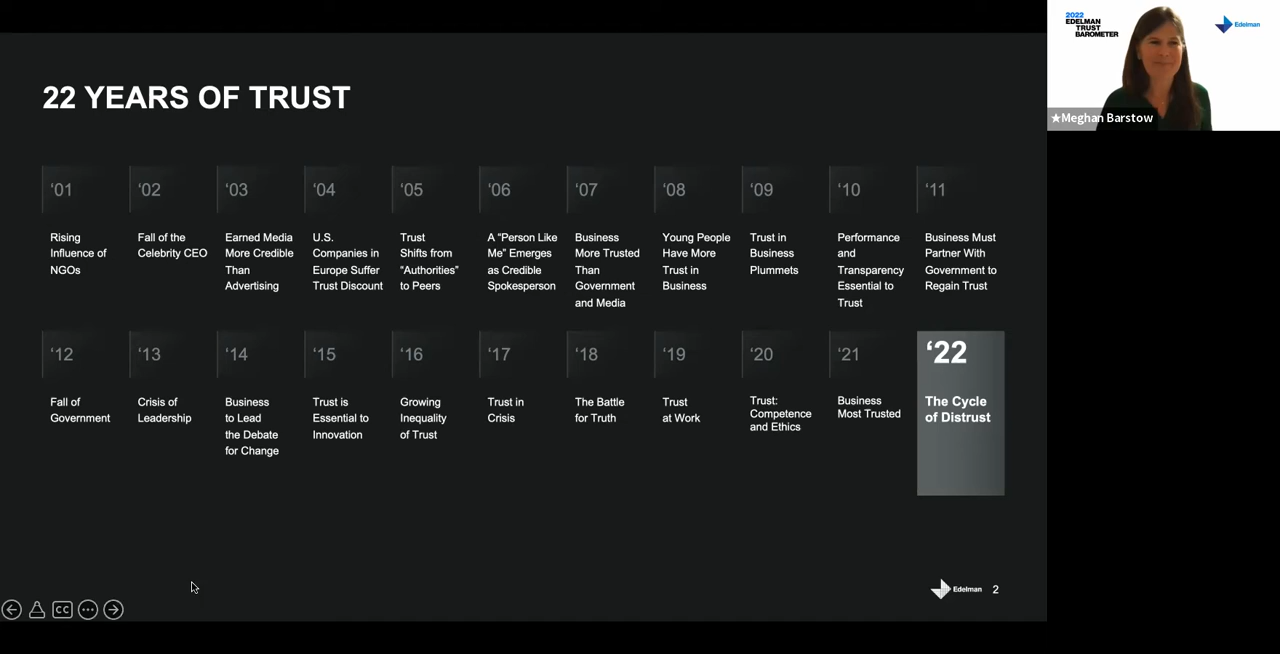 22 YEARS OF TRUST
‘01
Rising
Influence of
NGOs
‘02
Fall of the
Celebrity CEO
‘03
Earned Media
More Credible
Than
Advertising
‘04
U.S.
Companies in
Europe Suffer
Trust Discount
‘05
Trust
Shifts from
“Authorities”
to Peers
‘06
A “Person Like
Me” Emerges
as Credible
Spokesperson
‘07
Business
More Trusted
Than
Government
and Media
‘08
Young People
Have More
Trust in
Business
‘09
Trust in
Business
Plummets
‘10
Performance
and
Transparency
Essential to
Trust
‘11
Business Must
Partner With
Government to
Regain Trust
‘12
Fall of
Government
‘13
Crisis of
Leadership
‘14
Business
to Lead
the Debate
for Change
‘15
Trust is
Essential to
Innovation
‘16
Growing
Inequality
of Trust
‘17
Trust in
Crisis
‘18
The Battle
for Truth
‘19
Trust
at Work
‘20
Trust:
Competence
and Ethics
‘21
Business
Most Trusted
‘22
The Cycle
of Distrust
CC
Edelman 2
2022
EDELMAN
TRUST
BAROMETER
Edelman
Meghan Barstow